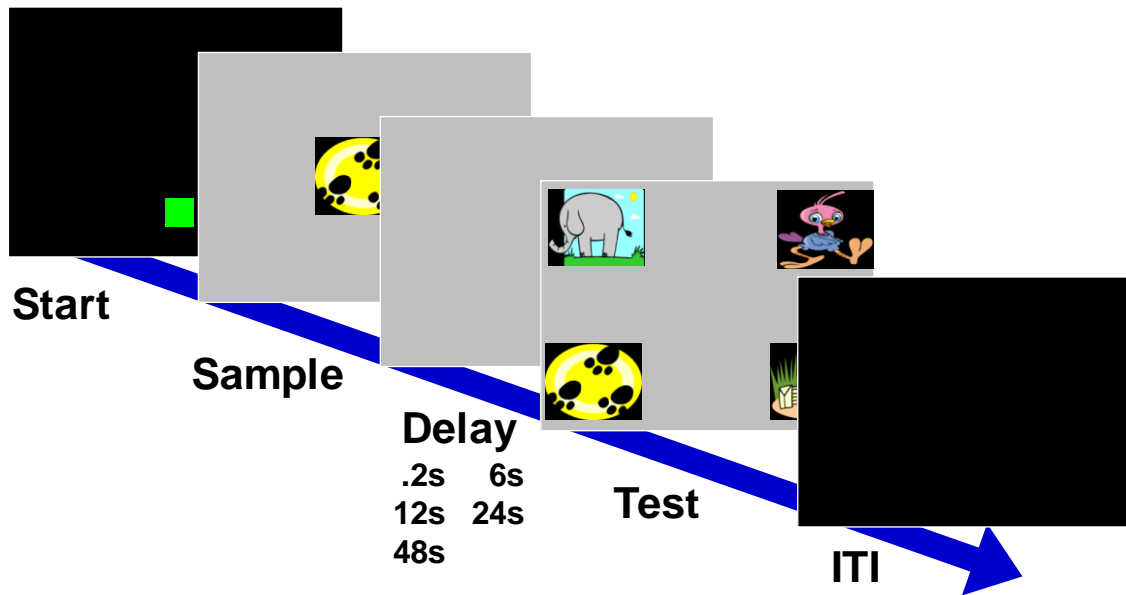 Start
Sample
Delay
.2s 6s
12s 24s
48s
Test
ITI